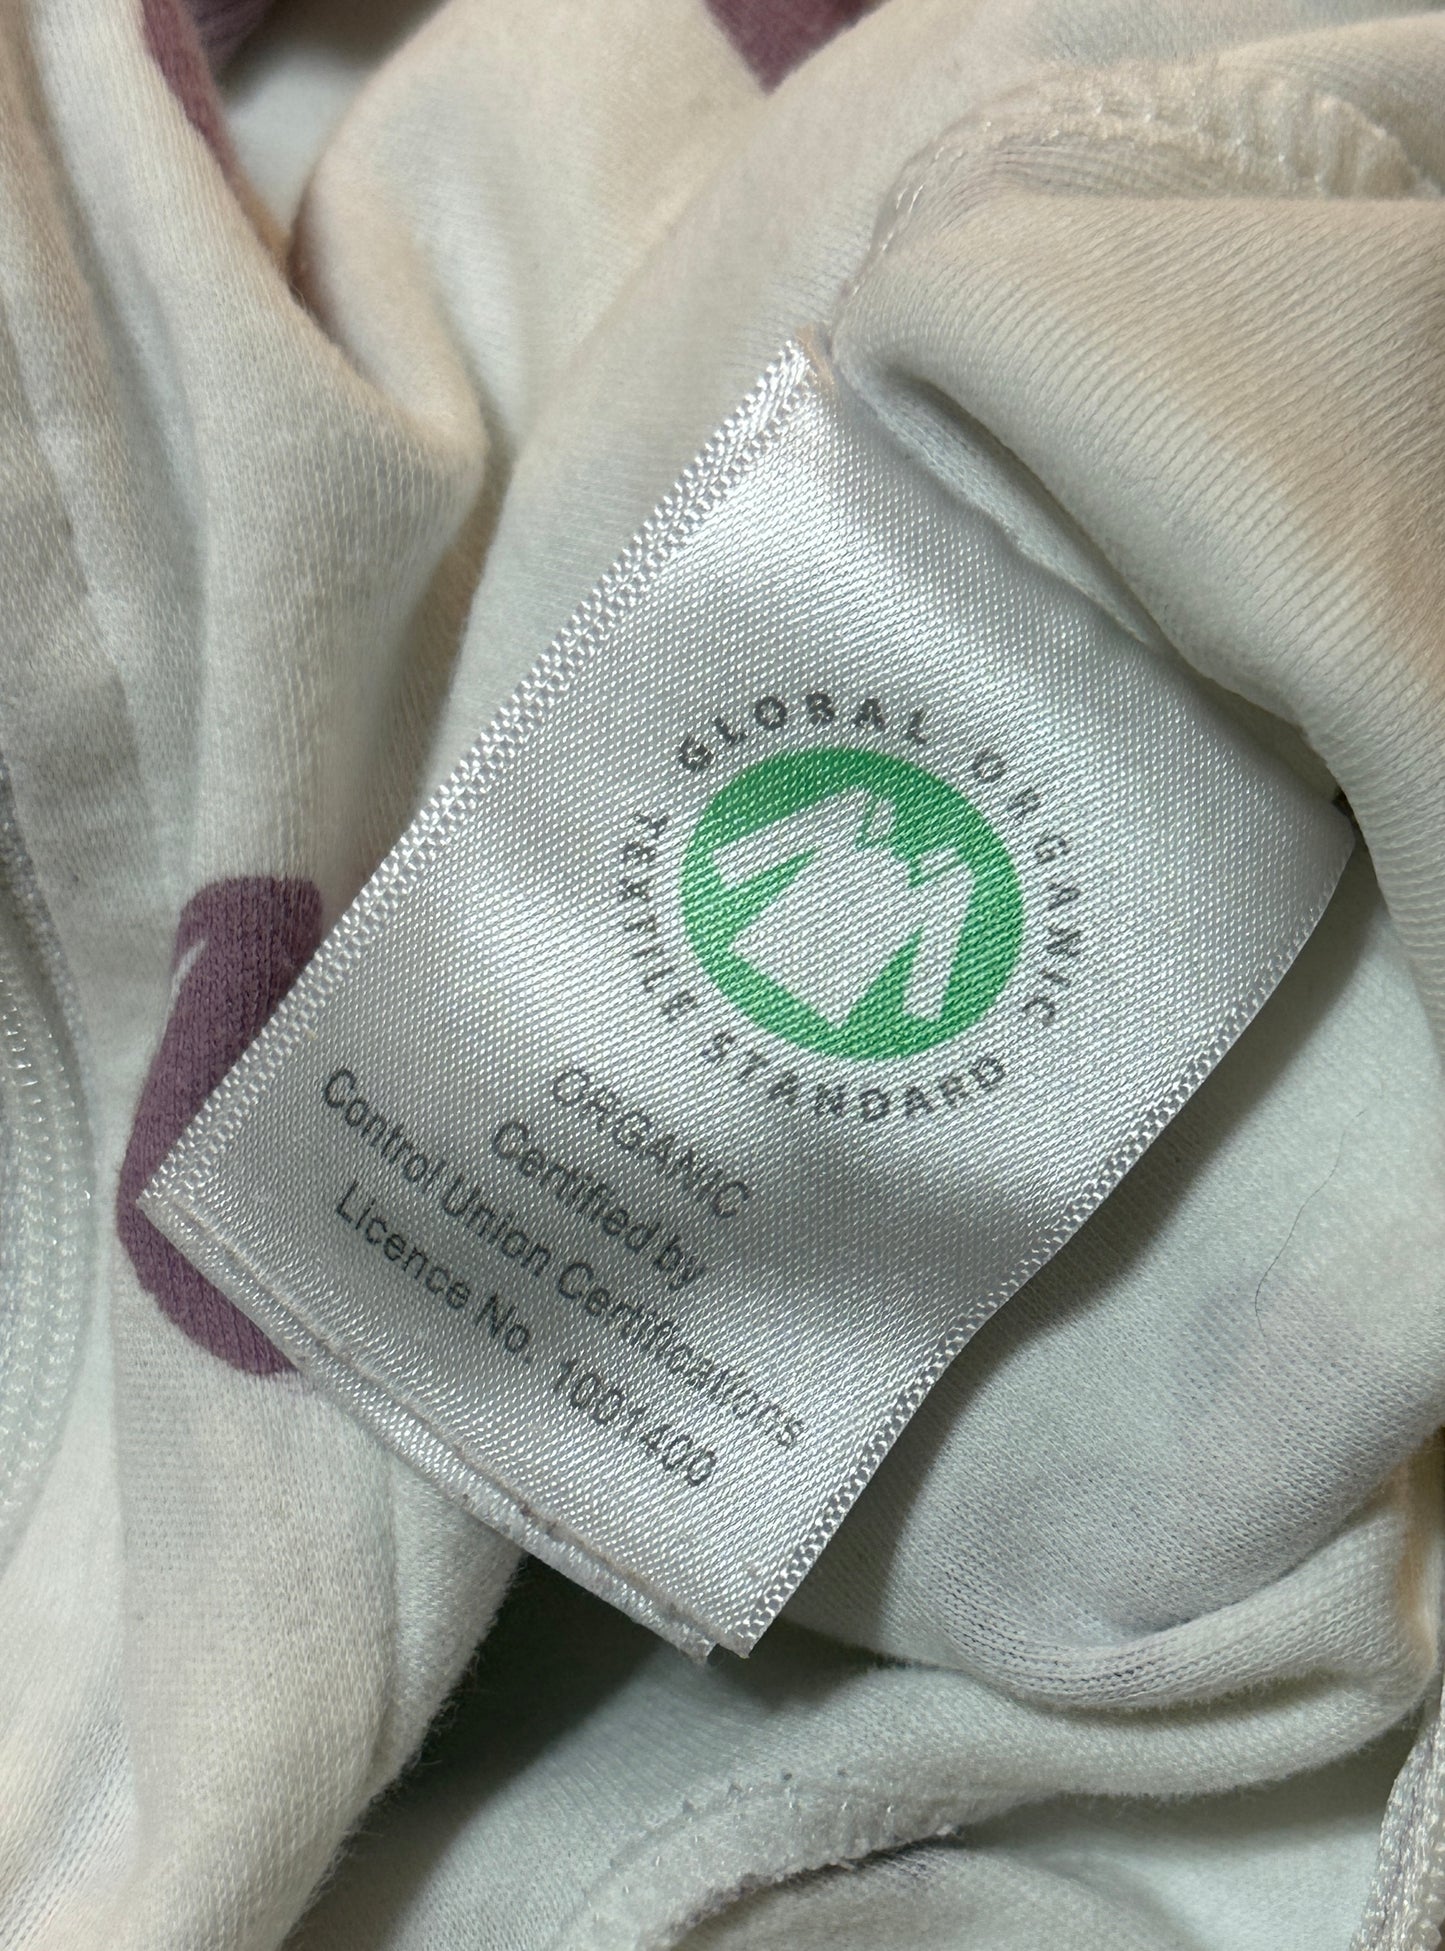 GLOBAL ORGANIC TEXTILE STANDARD
ORGANIC
Certified by
Control Union Certifications
Licence No. 1001400